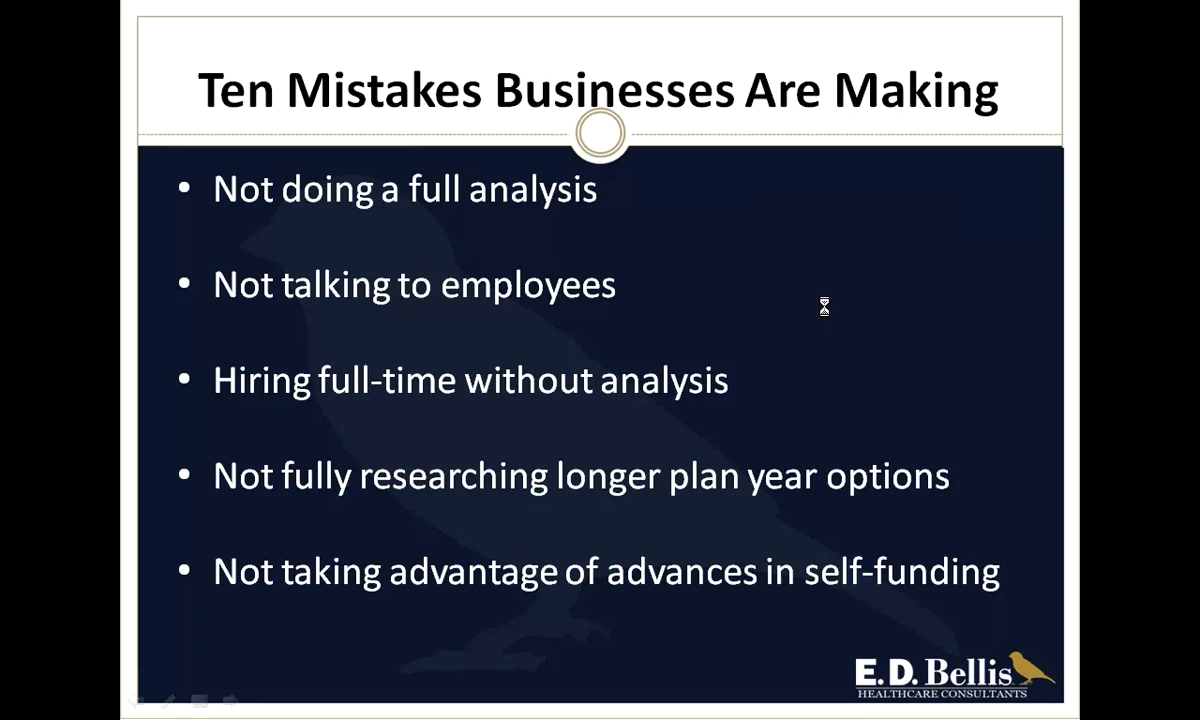 Ten Mistakes Businesses Are Making
• Not doing a full analysis
• Not talking to employees
• Hiring full-time without analysis
• Not fully researching longer plan year options
• Not taking advantage of advances in self-funding
E.D. Bellis
HEALTHCARE CONSULTANTS